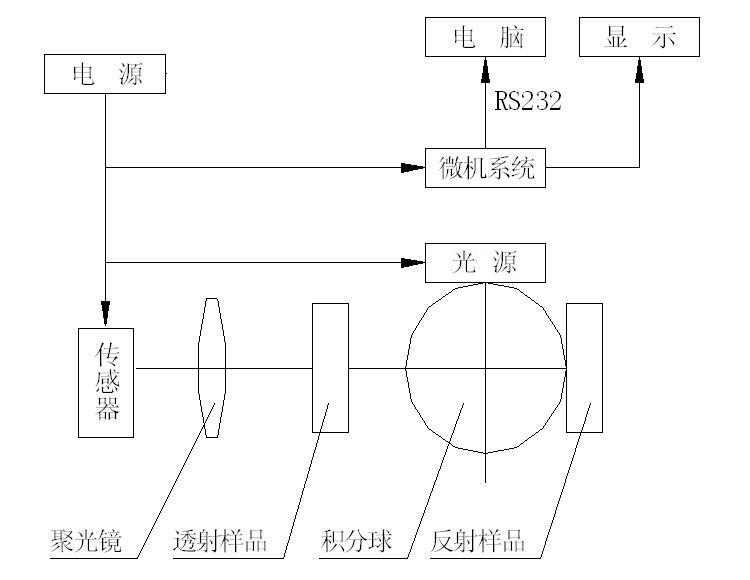 电 脑
显 示
电 源
RS232
微机系统
光 源
传感器
聚光镜
透射样品
积分球
反射样品